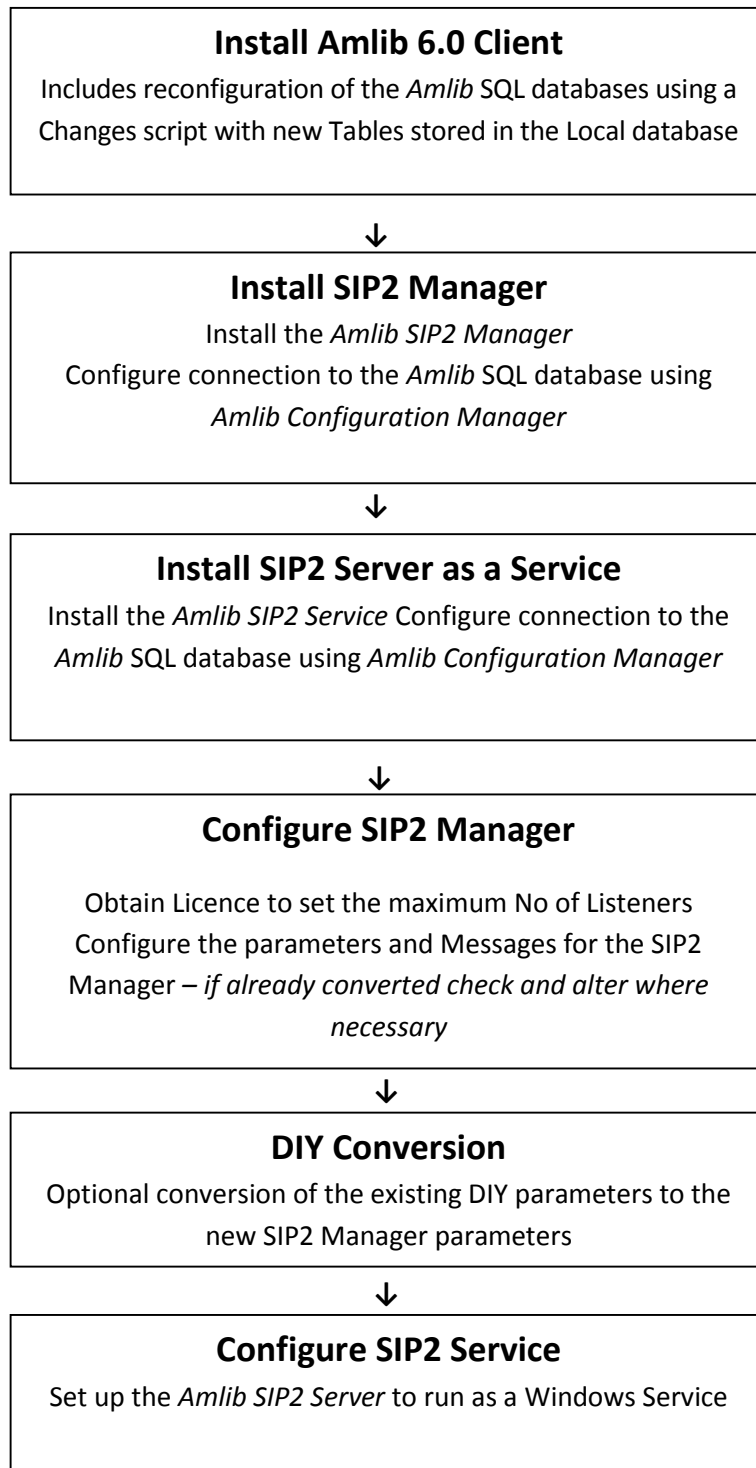 Install Amlib 6.0 Client
Includes reconfiguration of the Amlib SQL databases using a
Changes script with new Tables stored in the Local database
↓
Install SIP2 Manager
Install the Amlib SIP2 Manager
Configure connection to the Amlib SQL database using
Amlib Configuration Manager
↓
Install SIP2 Server as a Service
Install the Amlib SIP2 Service Configure connection to the
Amlib SQL database using Amlib Configuration Manager
↓
Configure SIP2 Manager
Obtain Licence to set the maximum No of Listeners
Configure the parameters and Messages for the SIP2
Manager – if already converted check and alter where
necessary
↓
DIY Conversion
Optional conversion of the existing DIY parameters to the
new SIP2 Manager parameters
↓
Configure SIP2 Service
Set up the Amlib SIP2 Server to run as a Windows Service